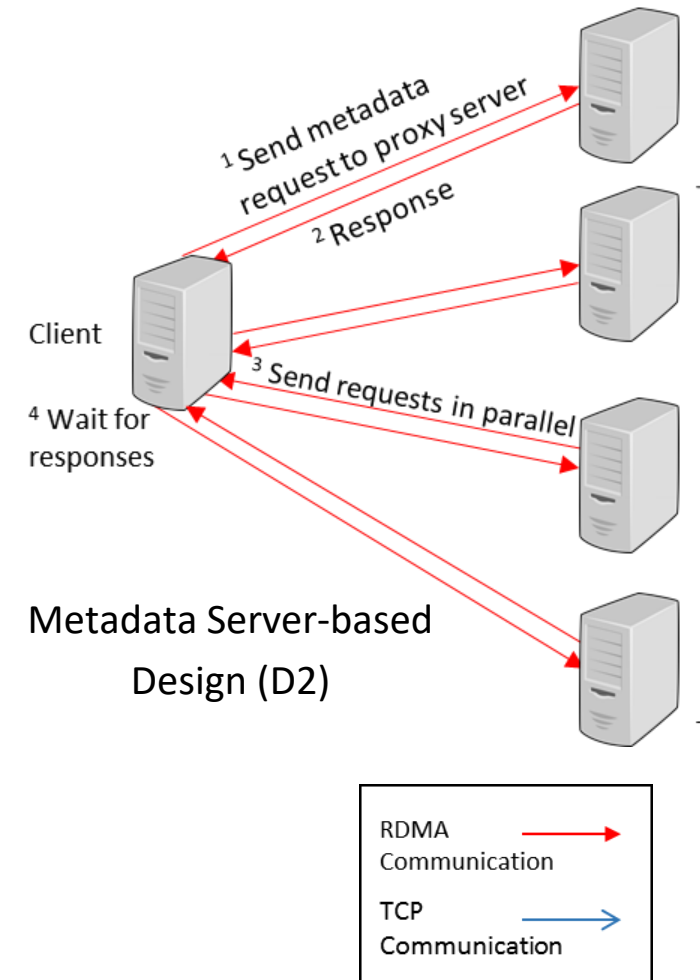 ¹ Send metadata
request to proxy server
² Response
Client
³ Send requests in parallel
⁴ Wait for
responses
Metadata Server-based
Design (D2)
RDMA
Communication
TCP
Communication